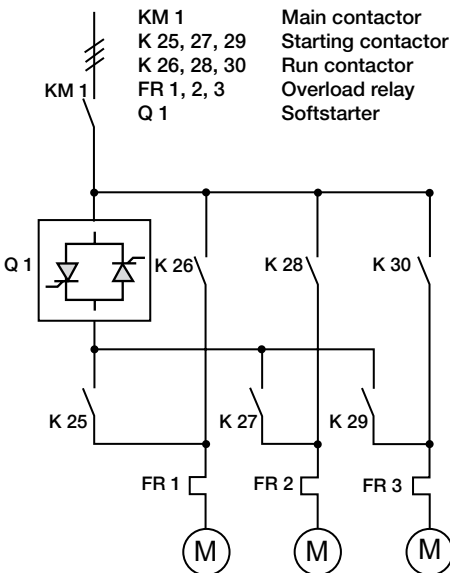 KM 1 Main contactor
K 25, 27, 29 Starting contactor
K 26, 28, 30 Run contactor
FR 1, 2, 3 Overload relay
Q 1 Softstarter
KM 1
Q 1
K 26
K 28
K 30
K 25
K 27
K 29
FR 1
FR 2
FR 3
M
M
M